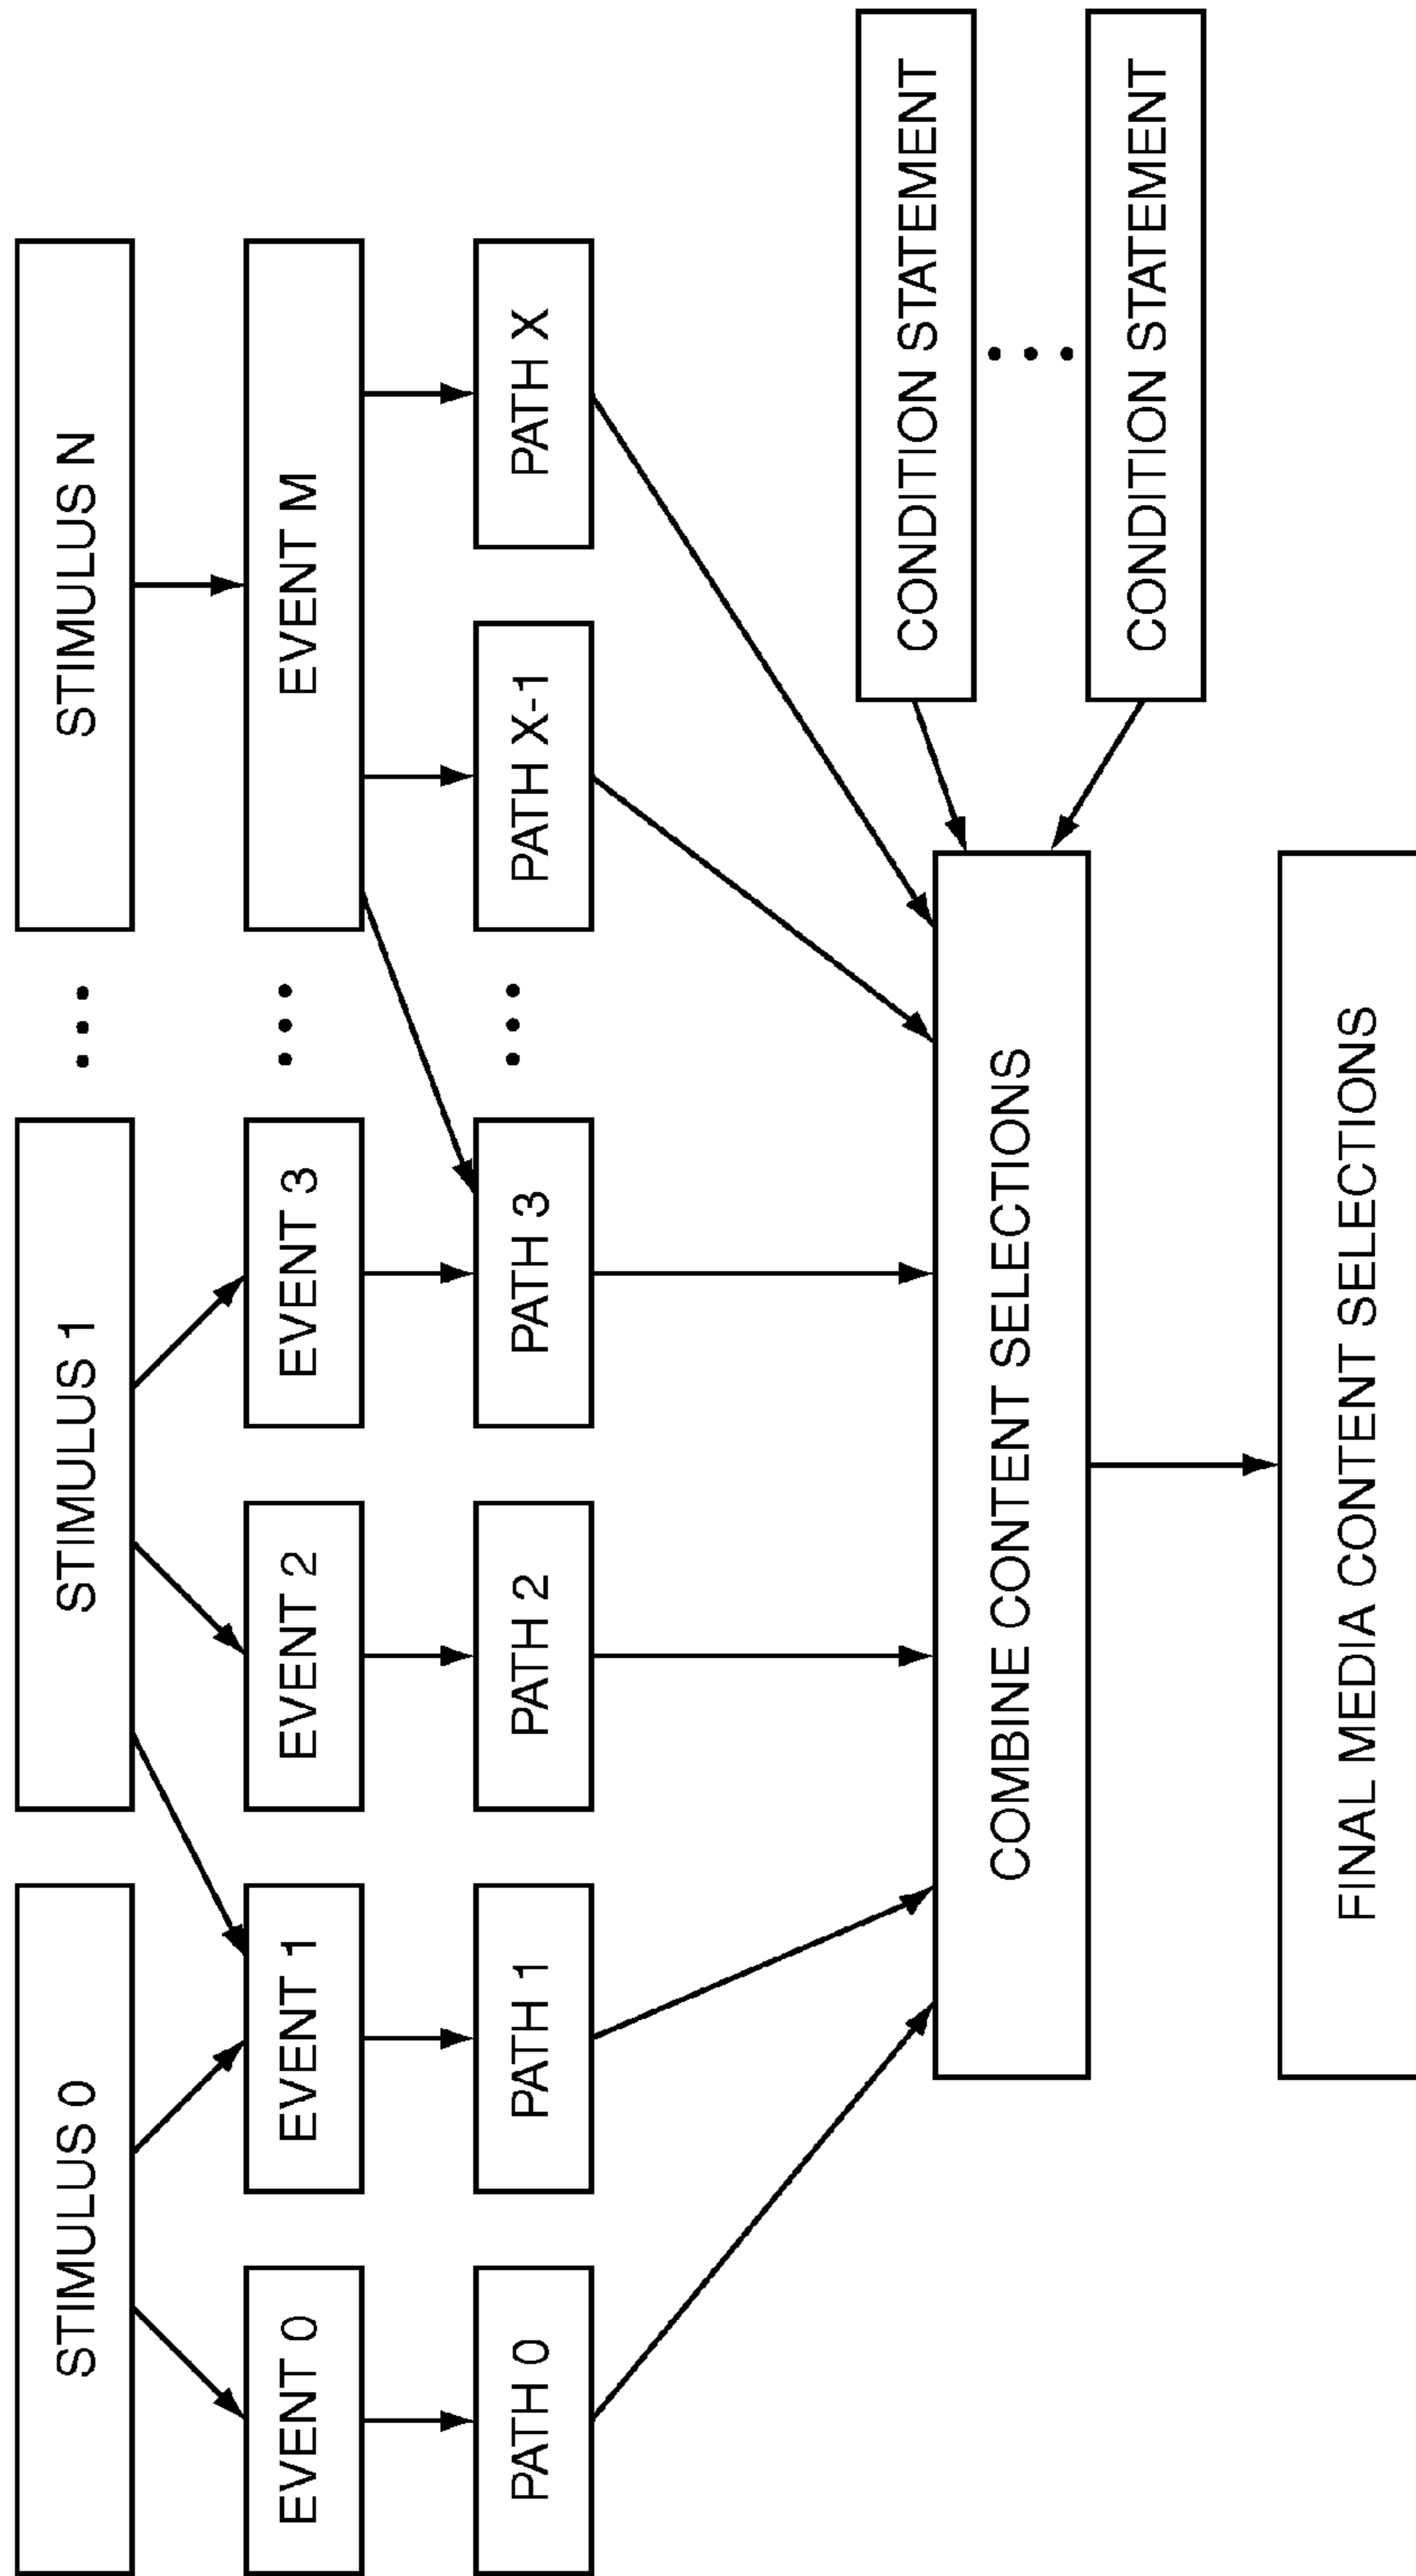 STIMULUS 0
STIMULUS 1
...
STIMULUS N
EVENT 0
EVENT 1
EVENT 2
EVENT 3
...
EVENT M
PATH 0
PATH 1
PATH 2
PATH 3
...
PATH X-1
PATH X
CONDITION STATEMENT
...
CONDITION STATEMENT
COMBINE CONTENT SELECTIONS
FINAL MEDIA CONTENT SELECTIONS